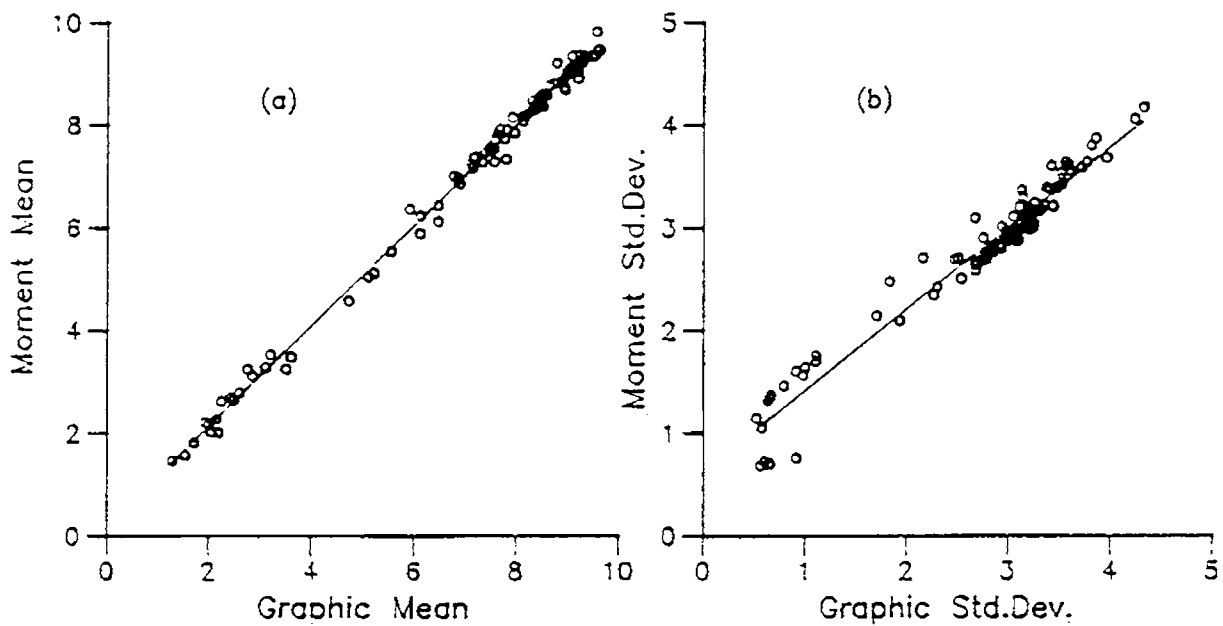 10
8
6
4
2
0
Moment Mean
(a)
0 2 4 6 8 10
Graphic Mean
5
4
3
2
1
0
Moment Std.Dev.
(b)
0 1 2 3 4 5
Graphic Std.Dev.